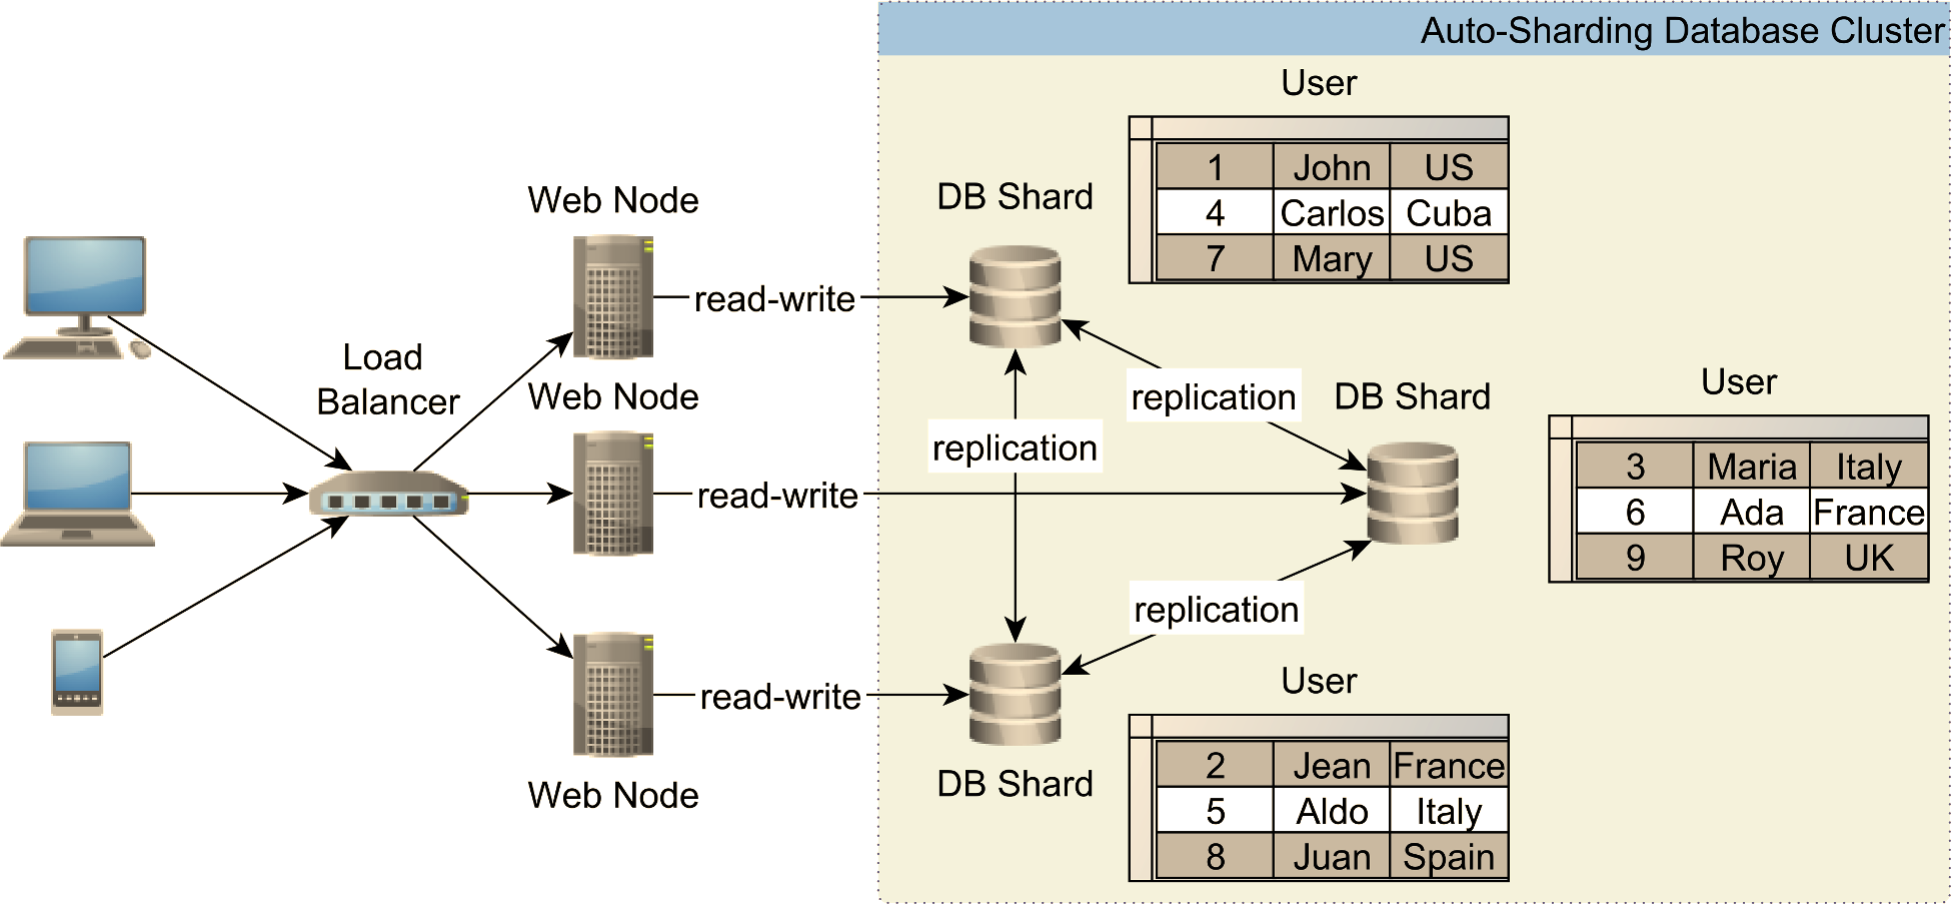 Auto-Sharding Database Cluster
User
1 John US
4 Carlos Cuba
7 Mary US
DB Shard
Web Node
read-write
Load
Balancer
Web Node
replication
DB Shard
User
3 Maria Italy
6 Ada France
9 Roy UK
replication
read-write
replication
User
2 Jean France
5 Aldo Italy
8 Juan Spain
read-write
DB Shard
Web Node